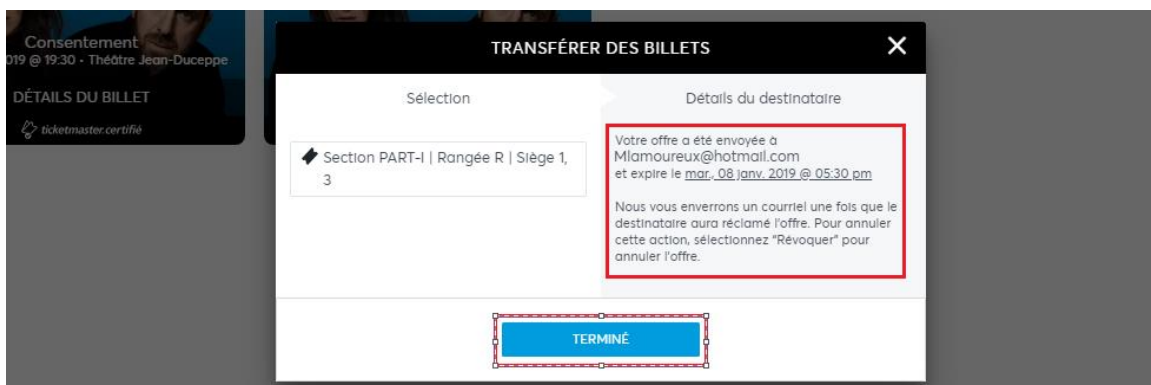 Consentement
019 @ 19:30 - Théâtre Jean-Duceppe
DÉTAILS DU BILLET
ticketmaster.certifié
TRANSFÉRER DES BILLETS
Sélection
Détails du destinataire
Section PART-I | Rangée R | Siège 1,
3
Votre offre a été envoyée à
Mlamoureux@hotmail.com
et expire le mar., 08 janv. 2019 @ 05:30 pm
Nous vous enverrons un courriel une fois que le
destinataire aura réclamé l'offre. Pour annuler
cette action, sélectionnez "Révoquer" pour
annuler l'offre.
TERMINÉ